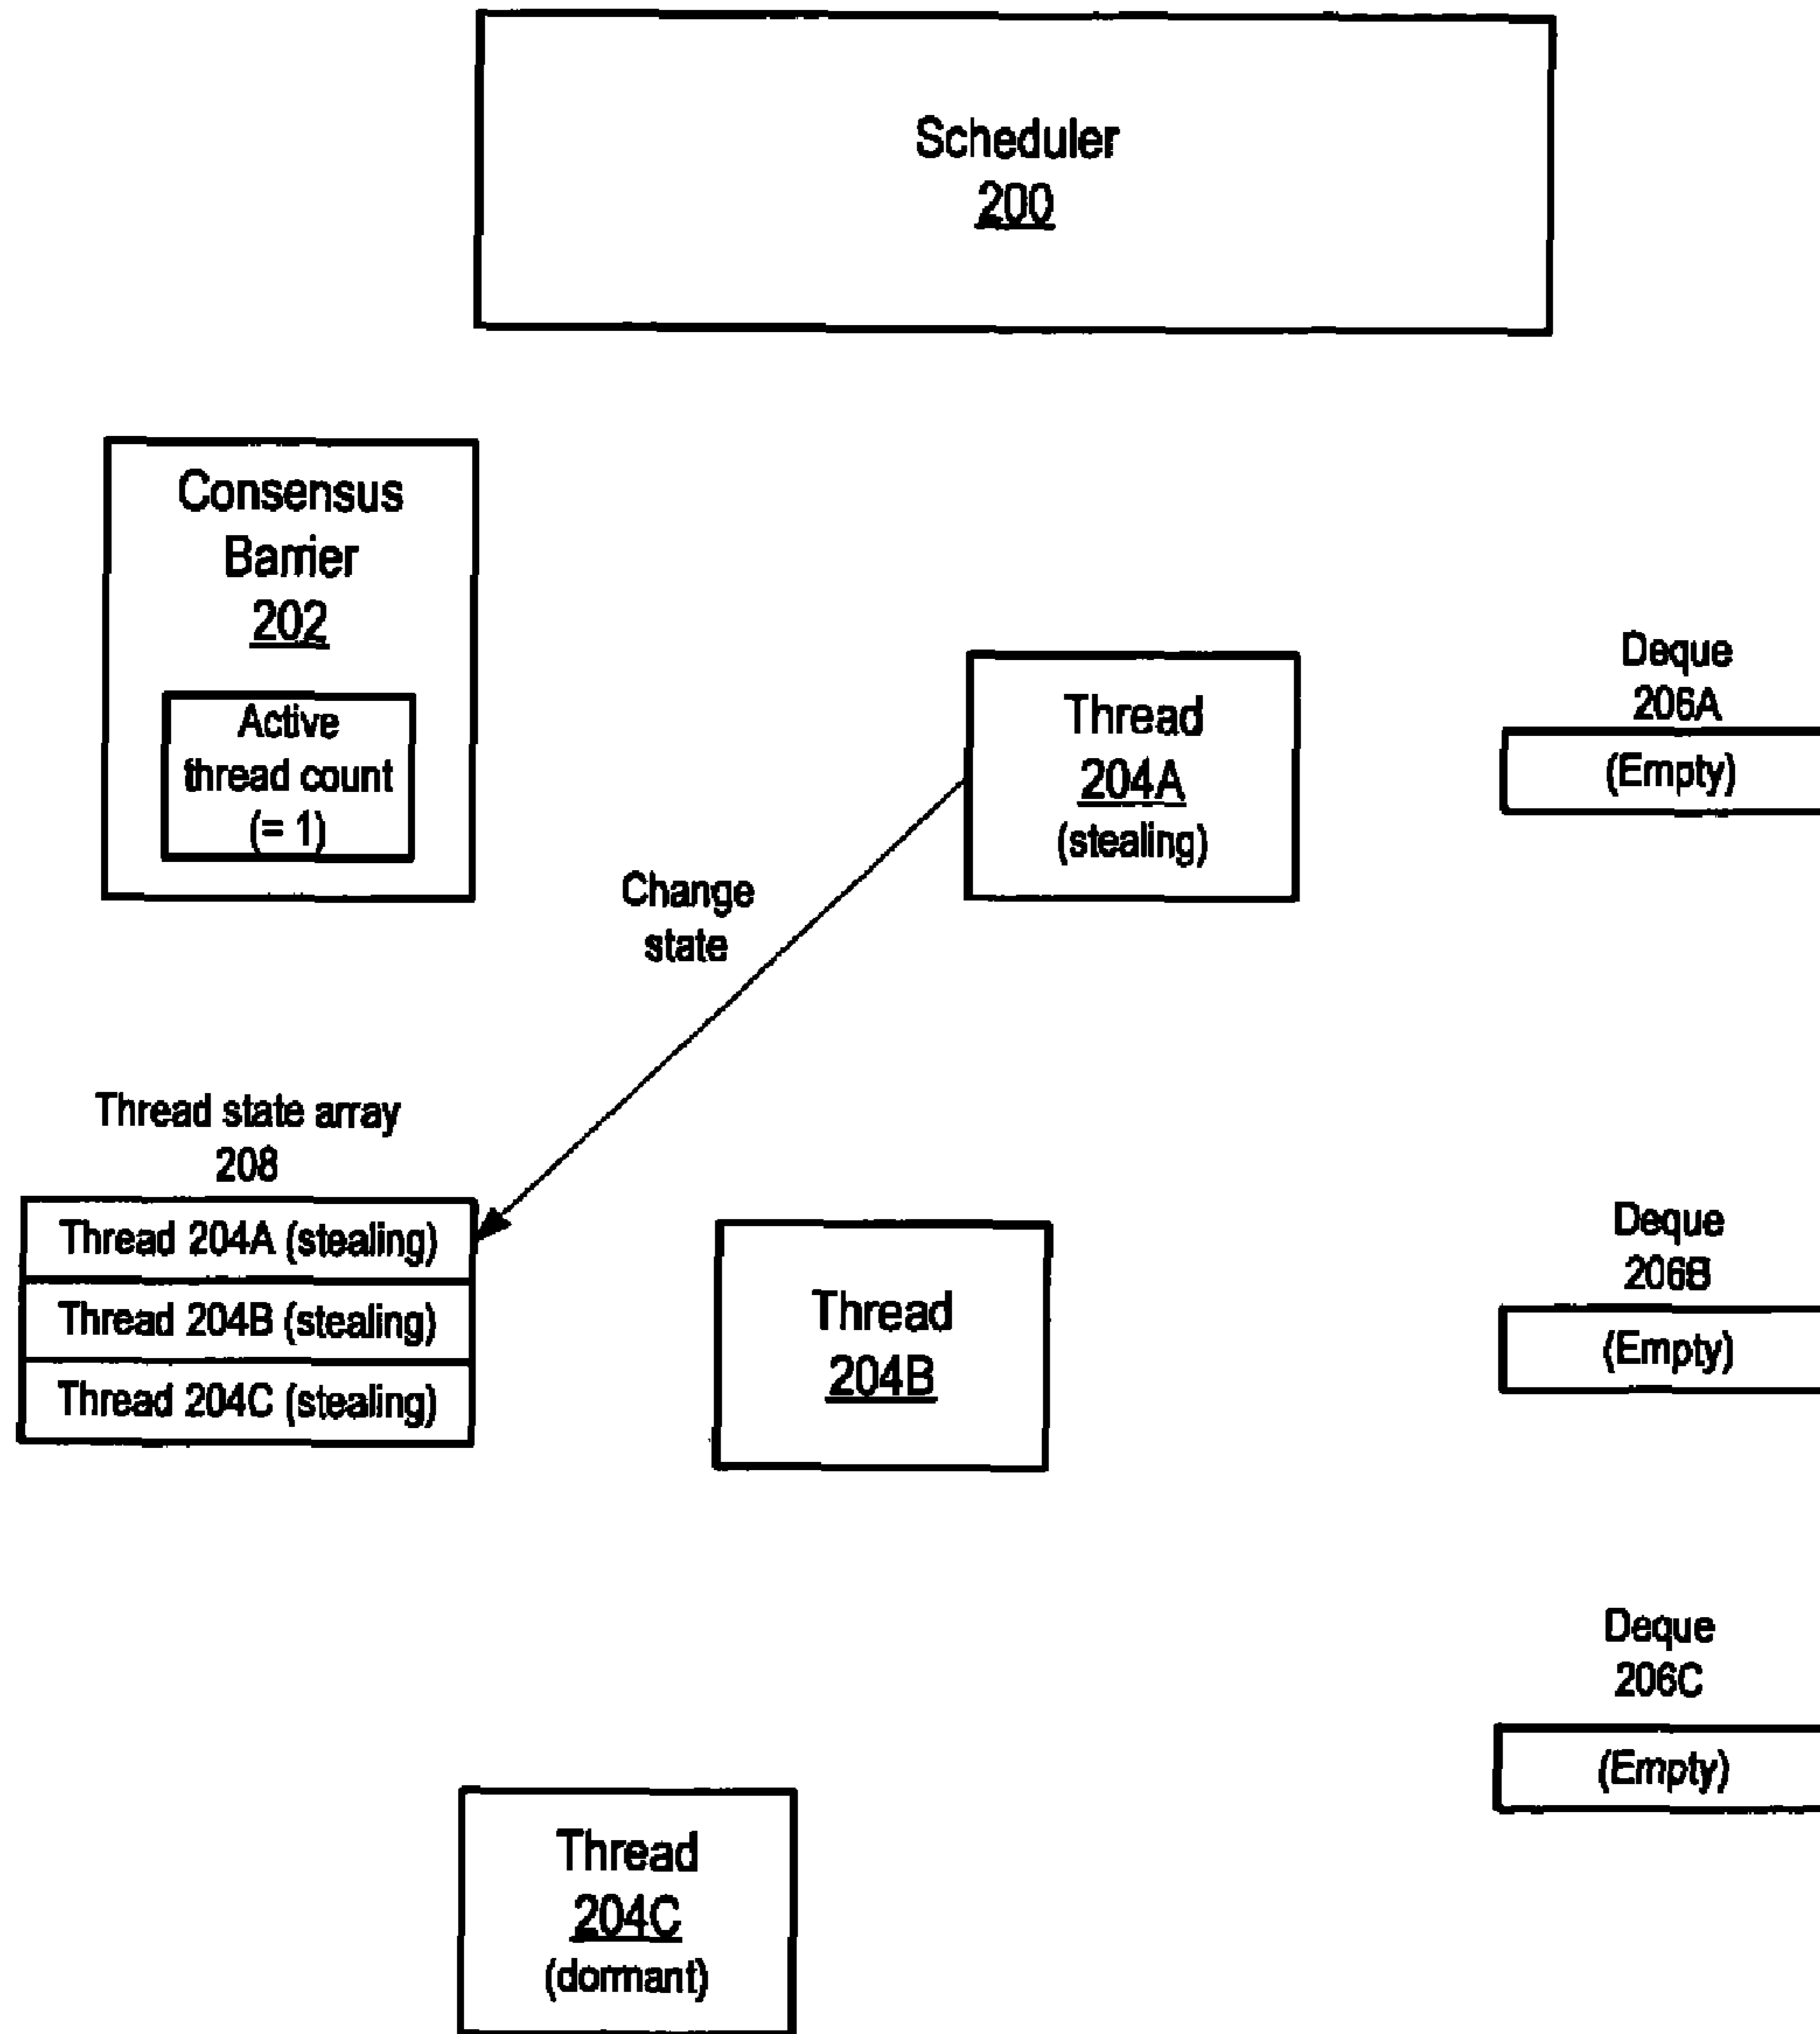 Scheduler
200
Consensus
Barrier
202
Active
thread count
(= 1)
Thread
204A
(stealing)
Deque
206A
(Empty)
Change
state
Thread state array
208
Thread 204A (stealing)
Thread 204B (stealing)
Thread 204C (stealing)
Thread
204B
Deque
206B
(Empty)
Deque
206C
(Empty)
Thread
204C
(dormant)